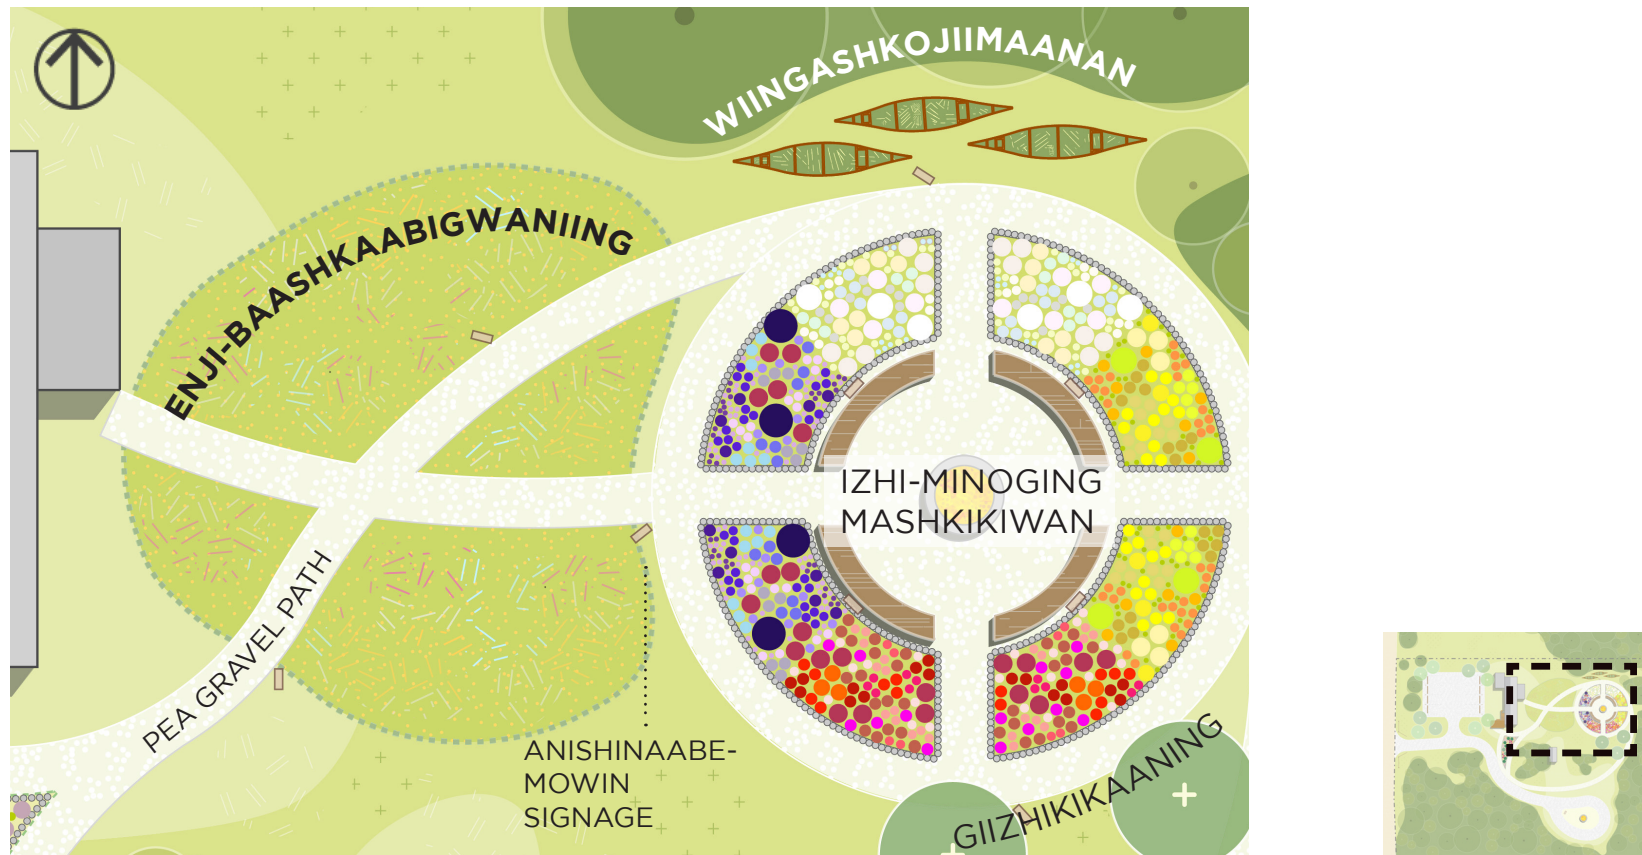 WIINGASHKOJIIMAANAN
ENJI-BAASHKAABIGWANIING
IZHI-MINOGING
MASHKIKIWAN
PEA GRAVEL PATH
ANISHINAABE-
MOWIN
SIGNAGE
GIIZHIKIKAANING